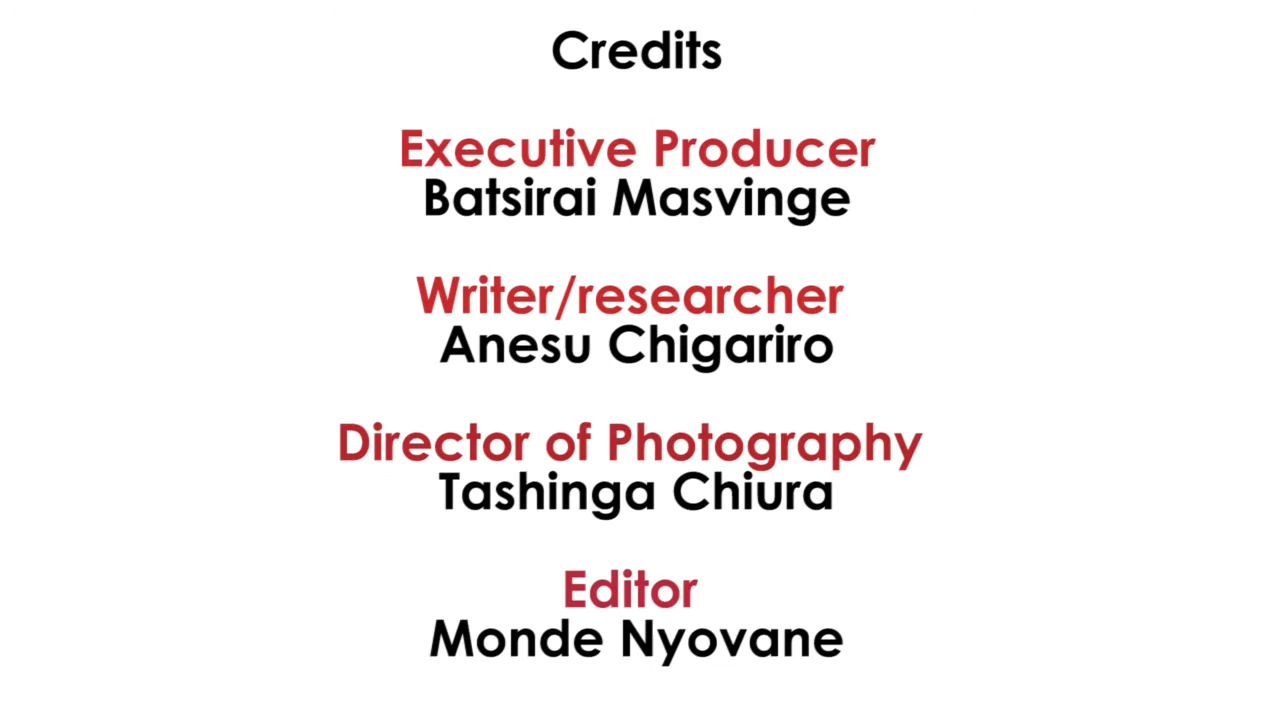 Credits
Executive Producer
Batsirai Masvinge
Writer/researcher
Anesu Chigariro
Director of Photography
Tashinga Chiura
Editor
Monde Nyovane